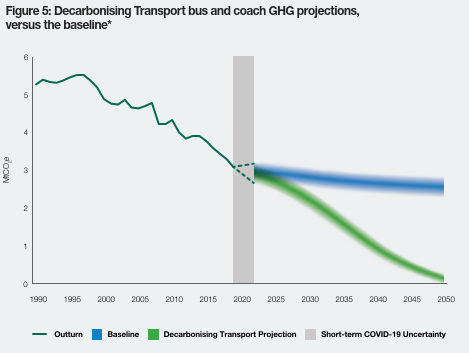 Figure 5: Decarbonising Transport bus and coach GHG projections,
versus the baseline*
6
5
4
3
2
1
0
MtCO₂e
1990 1995 2000 2005 2010 2015 2020 2025 2030 2035 2040 2045 2050
Outturn Baseline Decarbonising Transport Projection Short-term COVID-19 Uncertainty